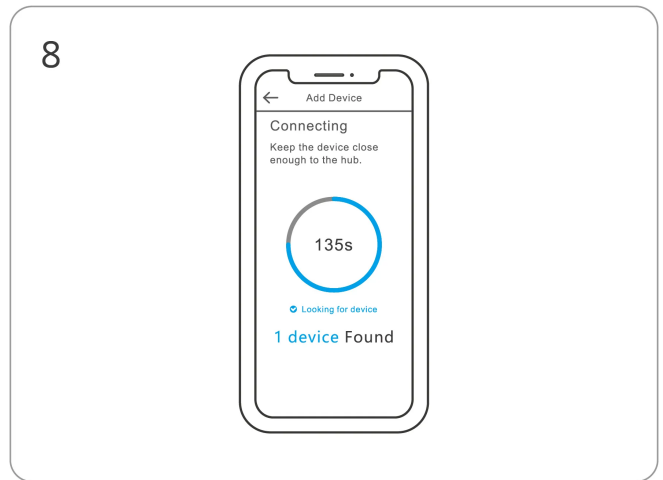 8
Add Device
Connecting
Keep the device close
enough to the hub.
135s
Looking for device
1 device Found